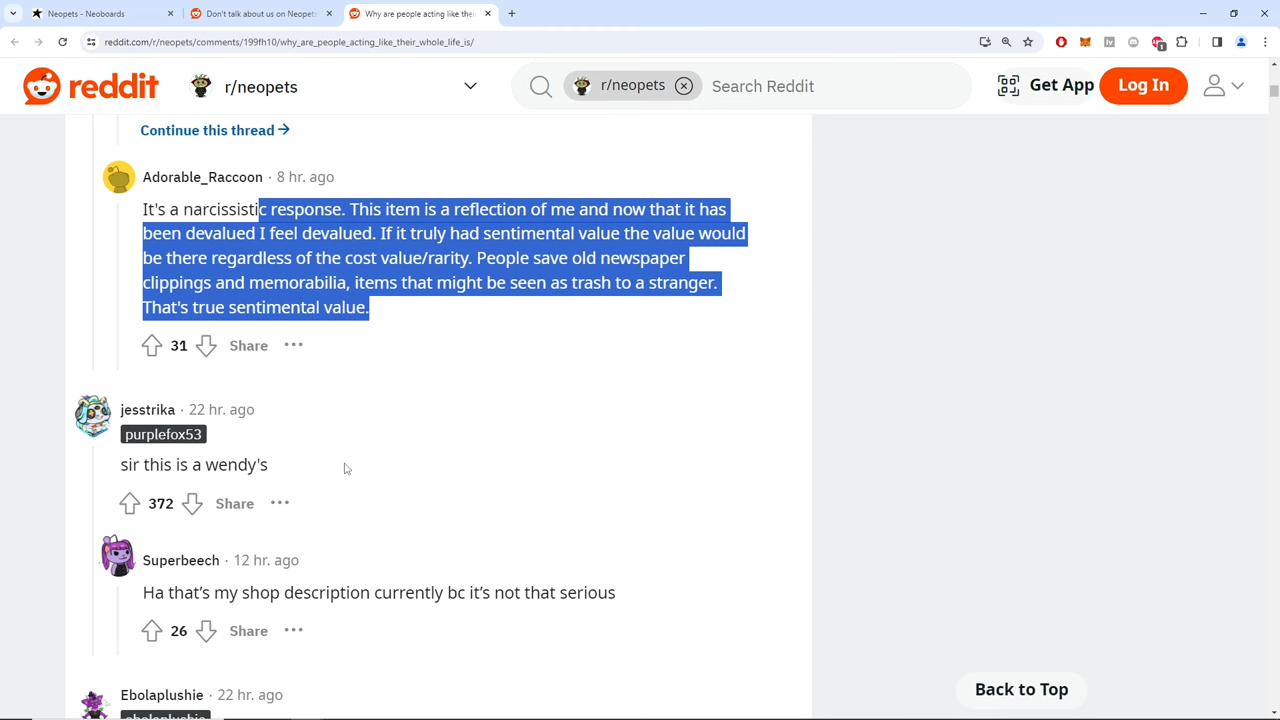 Neopets - Neoboards
Don't talk about us on Neopets
Why are people acting like their
reddit.com/r/neopets/comments/199fh10/why_are_people_acting_like_their_whole_life_is/
reddit
r/neopets
r/neopets
Search Reddit
Get App
Log In
Continue this thread
Adorable_Raccoon · 8 hr. ago
It's a narcissistic response. This item is a reflection of me and now that it has
been devalued I feel devalued. If it truly had sentimental value the value would
be there regardless of the cost value/rarity. People save old newspaper
clippings and memorabilia, items that might be seen as trash to a stranger.
That's true sentimental value.
31 Share
jesstrika · 22 hr. ago
purplefox53
sir this is a wendy's
372 Share
Superbeech · 12 hr. ago
Ha that’s my shop description currently bc it’s not that serious
26 Share
Ebolaplushie · 22 hr. ago
ebolaplushie
Back to Top